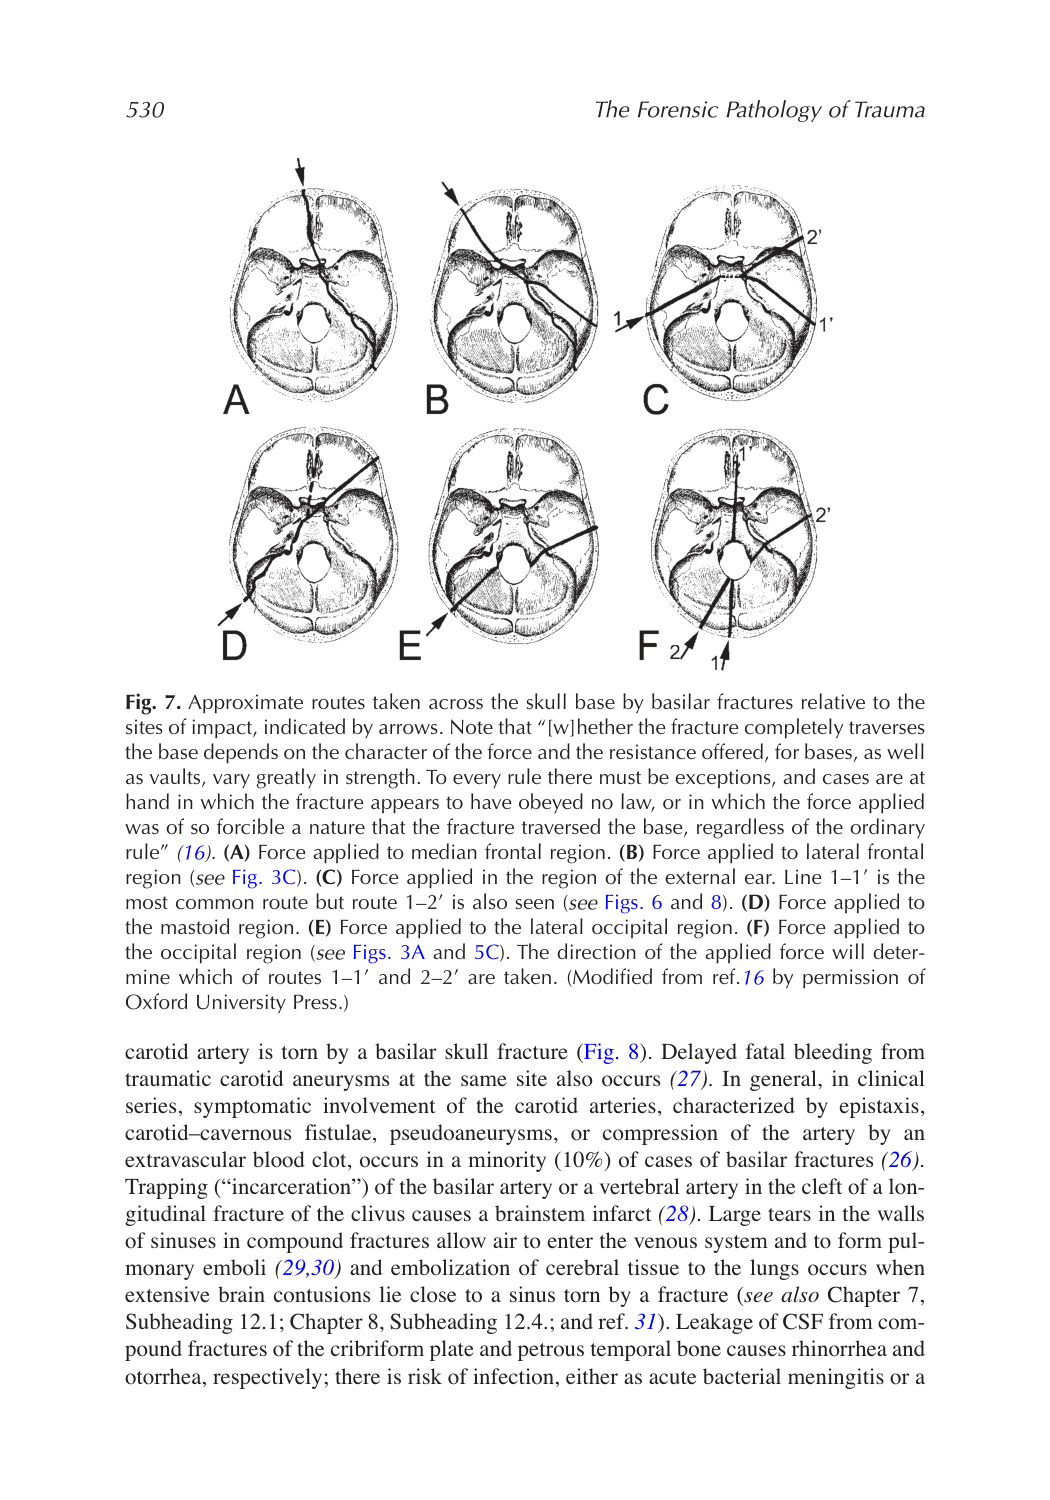 530
The Forensic Pathology of Trauma
A
B
C
1
2’
1’
D
E
F
1’
2’
2
1
Fig. 7. Approximate routes taken across the skull base by basilar fractures relative to the
sites of impact, indicated by arrows. Note that “[w]hether the fracture completely traverses
the base depends on the character of the force and the resistance offered, for bases, as well
as vaults, vary greatly in strength. To every rule there must be exceptions, and cases are at
hand in which the fracture appears to have obeyed no law, or in which the force applied
was of so forcible a nature that the fracture traversed the base, regardless of the ordinary
rule” (16). (A) Force applied to median frontal region. (B) Force applied to lateral frontal
region (see Fig. 3C). (C) Force applied in the region of the external ear. Line 1–1′ is the
most common route but route 1–2′ is also seen (see Figs. 6 and 8). (D) Force applied to
the mastoid region. (E) Force applied to the lateral occipital region. (F) Force applied to
the occipital region (see Figs. 3A and 5C). The direction of the applied force will deter-
mine which of routes 1–1′ and 2–2′ are taken. (Modified from ref.16 by permission of
Oxford University Press.)
carotid artery is torn by a basilar skull fracture (Fig. 8). Delayed fatal bleeding from
traumatic carotid aneurysms at the same site also occurs (27). In general, in clinical
series, symptomatic involvement of the carotid arteries, characterized by epistaxis,
carotid–cavernous fistulae, pseudoaneurysms, or compression of the artery by an
extravascular blood clot, occurs in a minority (10%) of cases of basilar fractures (26).
Trapping (“incarceration”) of the basilar artery or a vertebral artery in the cleft of a lon-
gitudinal fracture of the clivus causes a brainstem infarct (28). Large tears in the walls
of sinuses in compound fractures allow air to enter the venous system and to form pul-
monary emboli (29,30) and embolization of cerebral tissue to the lungs occurs when
extensive brain contusions lie close to a sinus torn by a fracture (see also Chapter 7,
Subheading 12.1; Chapter 8, Subheading 12.4.; and ref. 31). Leakage of CSF from com-
pound fractures of the cribriform plate and petrous temporal bone causes rhinorrhea and
otorrhea, respectively; there is risk of infection, either as acute bacterial meningitis or a